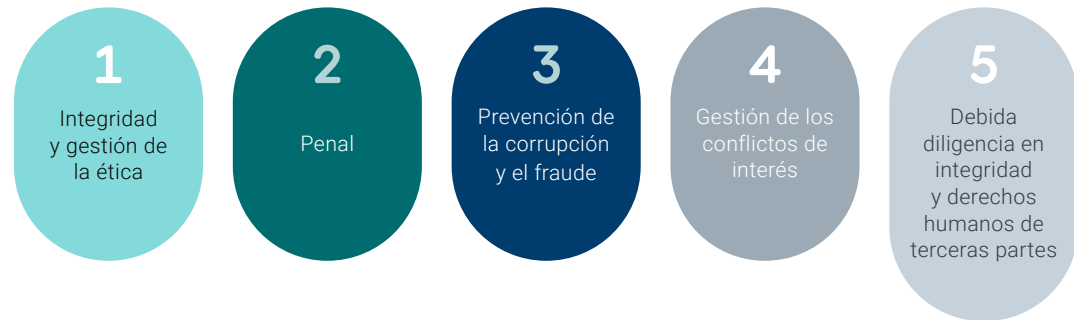 1
Integridad
y gestión de
la ética
2
Penal
3
Prevención de
la corrupción
y el fraude
4
Gestión de los
conflictos de
interés
5
Debida
diligencia en
integridad
y derechos
humanos de
terceras partes